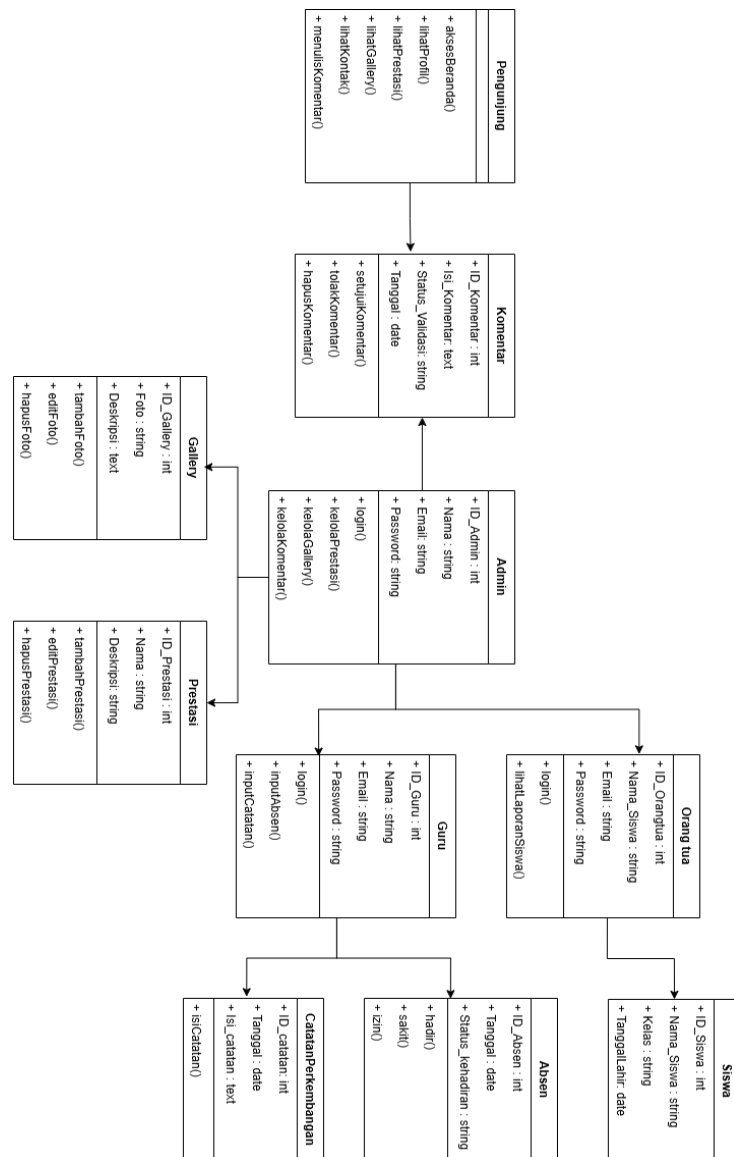 Pengunjung
+ aksesBeranda()
+ lihatProfil()
+ lihatPrestasi()
+ lihatGallery()
+ lihatKontak()
+ menulisKomentar()
Komentar
+ ID_Komentar : int
+ Isi_Komentar: text
+ Status_Validasi: string
+ Tanggal : date
+ setujuiKomentar()
+ tolakKomentar()
+ hapusKomentar()
Admin
+ ID_Admin : int
+ Nama : string
+ Email: string
+ Password: string
+ login()
+ kelolaPrestasi()
+ kelolaGallery()
+ kelolaKomentar()
Orang tua
+ ID_Orangtua : int
+ Nama_Siswa : string
+ Email : string
+ Password : string
+ login()
+ lihatLaporanSiswa()
Siswa
+ ID_Siswa : int
+ Nama_Siswa : string
+ Kelas : string
+ TanggalLahir: date
Gallery
+ ID_Gallery : int
+ Foto : string
+ Deskripsi : text
+ tambahFoto()
+ editFoto()
+ hapusFoto()
Prestasi
+ ID_Prestasi : int
+ Nama : string
+ Deskripsi: string
+ tambahPrestasi()
+ editPrestasi()
+ hapusPrestasi()
Guru
+ ID_Guru : int
+ Nama : string
+ Email : string
+ Password : string
+ login()
+ inputAbsen()
+ inputCatatan()
Absen
+ ID_Absen : int
+ Tanggal : date
+ Status_kehadiran : string
+ hadir()
+ sakit()
+ izin()
CatatanPerkembangan
+ ID_catatan: int
+ Tanggal : date
+ Isi_catatan : text
+ isiCatatan()